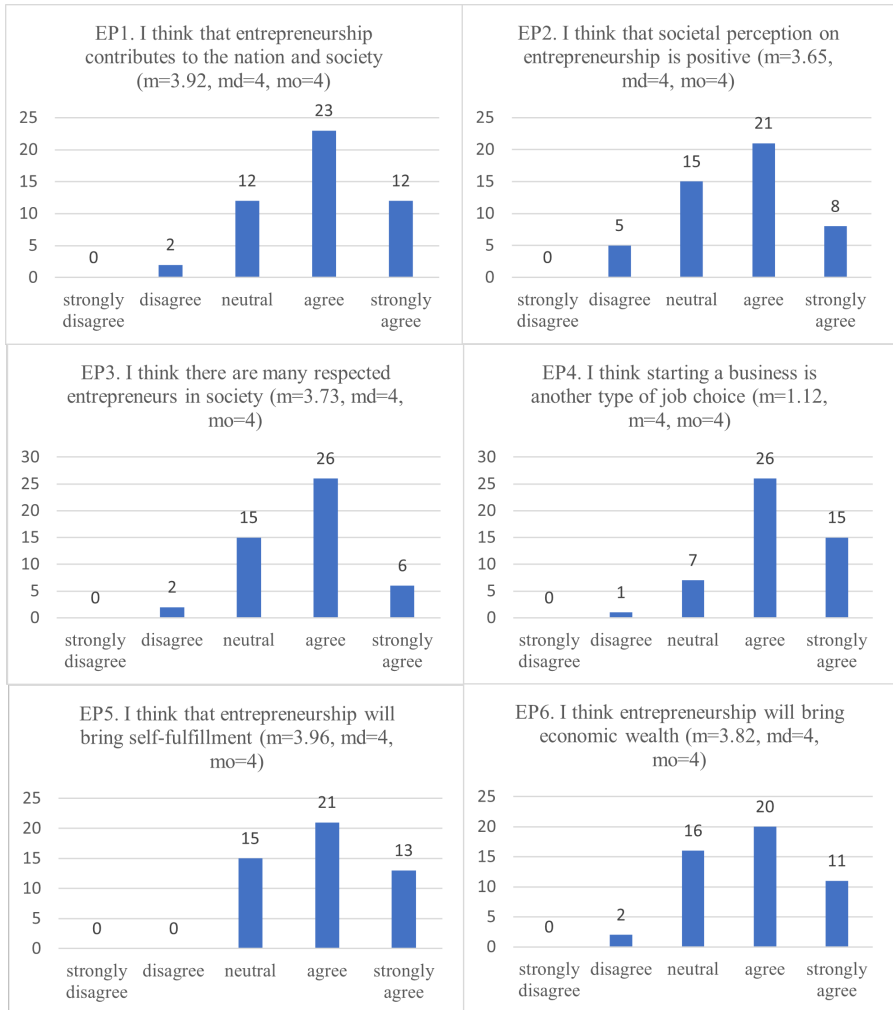 EP1. I think that entrepreneurship
contributes to the nation and society
(m=3.92, md=4, mo=4)
25
20
15
10
5
0
0
2
12
23
12
strongly disagree
disagree
neutral
agree
strongly agree
EP2. I think that societal perception on
entrepreneurship is positive (m=3.65,
md=4, mo=4)
25
20
15
10
5
0
0
5
15
21
8
strongly disagree
disagree
neutral
agree
strongly agree
EP3. I think there are many respected
entrepreneurs in society (m=3.73, md=4,
mo=4)
30
25
20
15
10
5
0
0
2
15
26
6
strongly disagree
disagree
neutral
agree
strongly agree
EP4. I think starting a business is
another type of job choice (m=1.12,
m=4, mo=4)
30
25
20
15
10
5
0
0
1
7
26
15
strongly disagree
disagree
neutral
agree
strongly agree
EP5. I think that entrepreneurship will
bring self-fulfillment (m=3.96, md=4,
mo=4)
25
20
15
10
5
0
0
0
15
21
13
strongly disagree
disagree
neutral
agree
strongly agree
EP6. I think entrepreneurship will bring
economic wealth (m=3.82, md=4,
mo=4)
25
20
15
10
5
0
0
2
16
20
11
strongly disagree
disagree
neutral
agree
strongly agree